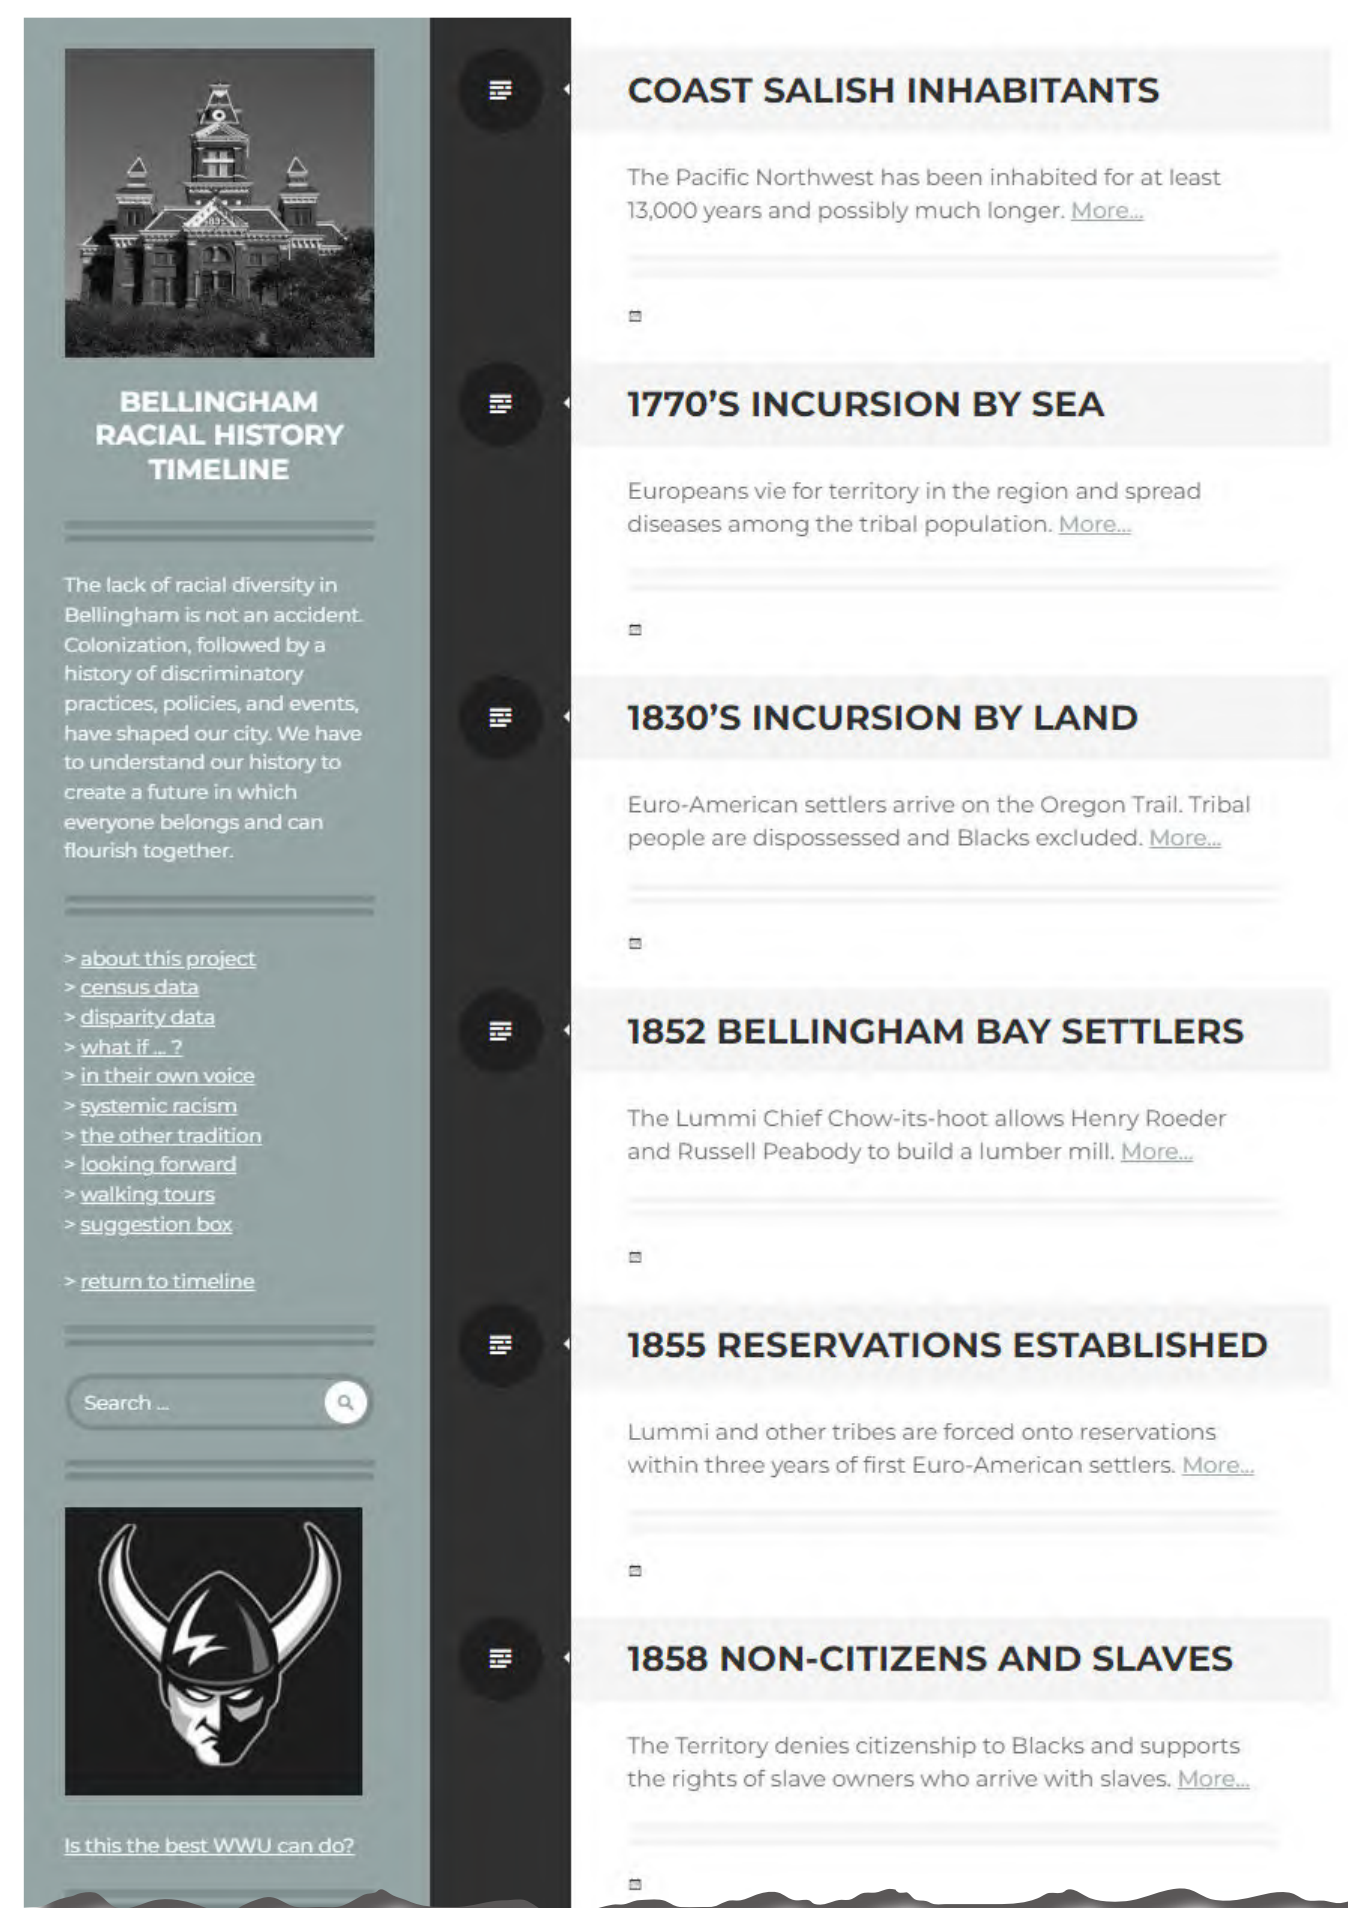 BELLINGHAM
RACIAL HISTORY
TIMELINE
The lack of racial diversity in
Bellingham is not an accident.
Colonization, followed by a
history of discriminatory
practices, policies, and events,
have shaped our city. We have
to understand our history to
create a future in which
everyone belongs and can
flourish together.
> about this project
> census data
> disparity data
> what if ... ?
> in their own voice
> systemic racism
> the other tradition
> looking forward
> walking tours
> suggestion box
> return to timeline
Search ...
Is this the best WWU can do?
COAST SALISH INHABITANTS
The Pacific Northwest has been inhabited for at least
13,000 years and possibly much longer. More...
1770’S INCURSION BY SEA
Europeans vie for territory in the region and spread
diseases among the tribal population. More...
1830’S INCURSION BY LAND
Euro-American settlers arrive on the Oregon Trail. Tribal
people are dispossessed and Blacks excluded. More...
1852 BELLINGHAM BAY SETTLERS
The Lummi Chief Chow-its-hoot allows Henry Roeder
and Russell Peabody to build a lumber mill. More...
1855 RESERVATIONS ESTABLISHED
Lummi and other tribes are forced onto reservations
within three years of first Euro-American settlers. More...
1858 NON-CITIZENS AND SLAVES
The Territory denies citizenship to Blacks and supports
the rights of slave owners who arrive with slaves. More...